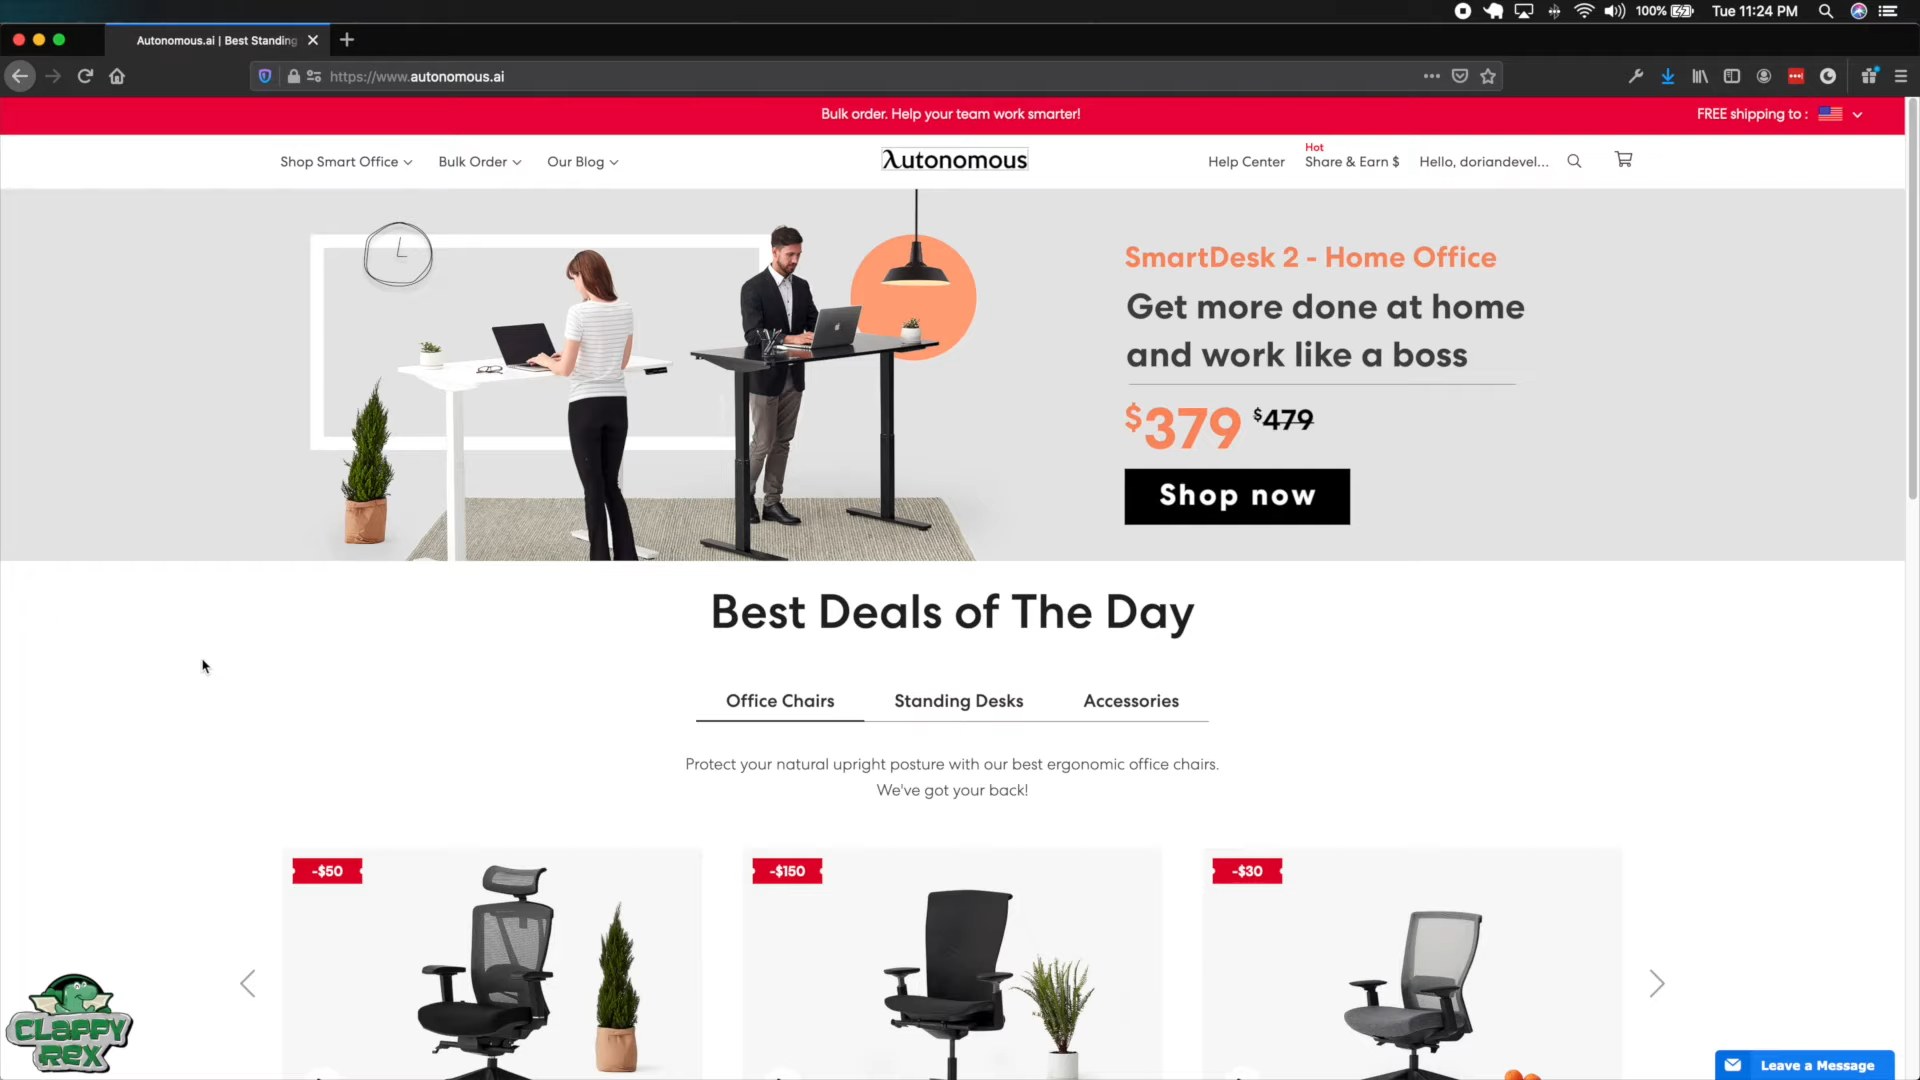 100%
Tue 11:24 PM
Autonomous.ai | Best Standing
https://www.autonomous.ai
Bulk order. Help your team work smarter!
FREE shipping to :
Shop Smart Office
Bulk Order
Our Blog
Autonomous
Help Center
Hot
Share & Earn $
Hello, doriandevel...
SmartDesk 2 - Home Office
Get more done at home
and work like a boss
$379 $479
Shop now
Best Deals of The Day
Office Chairs
Standing Desks
Accessories
Protect your natural upright posture with our best ergonomic office chairs.
We've got your back!
-$50
-$150
-$30
CLAPPY
REX
Leave a Message